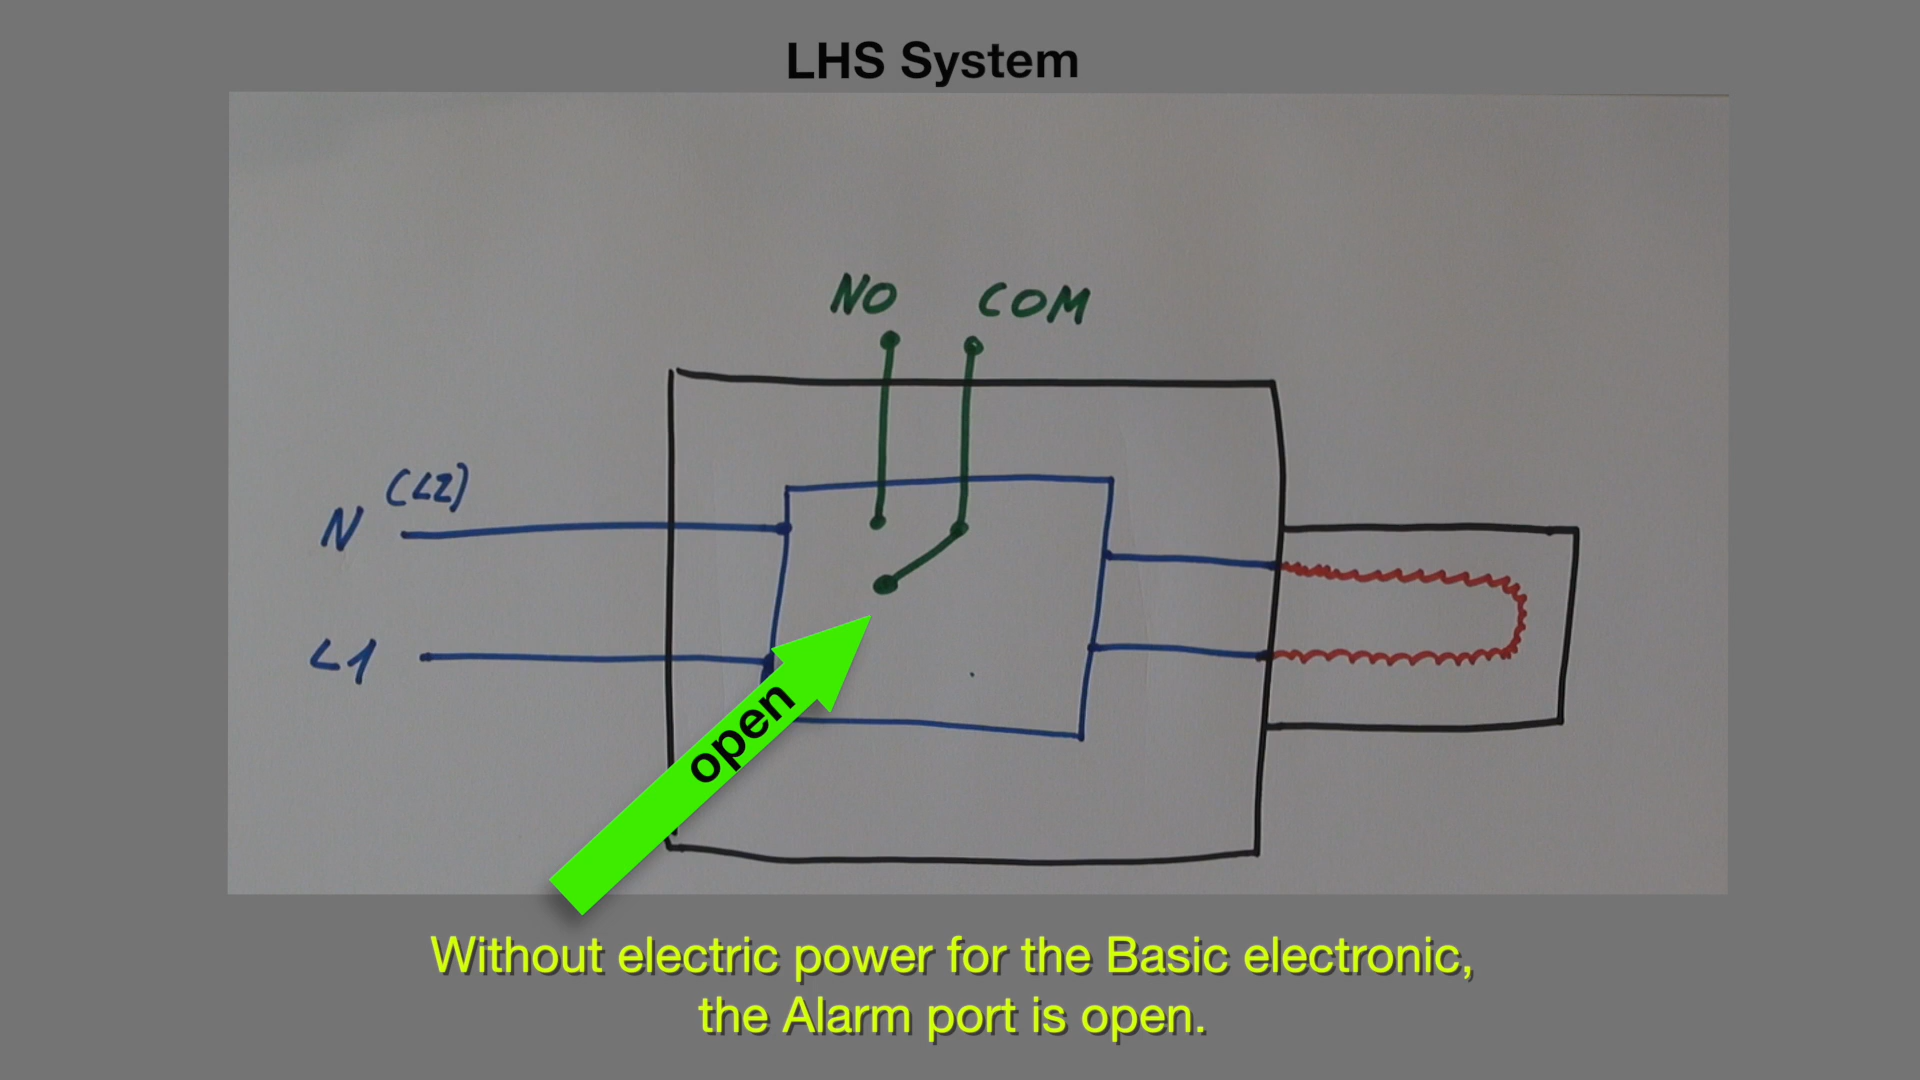 LHS System
NO COM
N (L2)
L1
open
Without electric power for the Basic electronic,
the Alarm port is open.